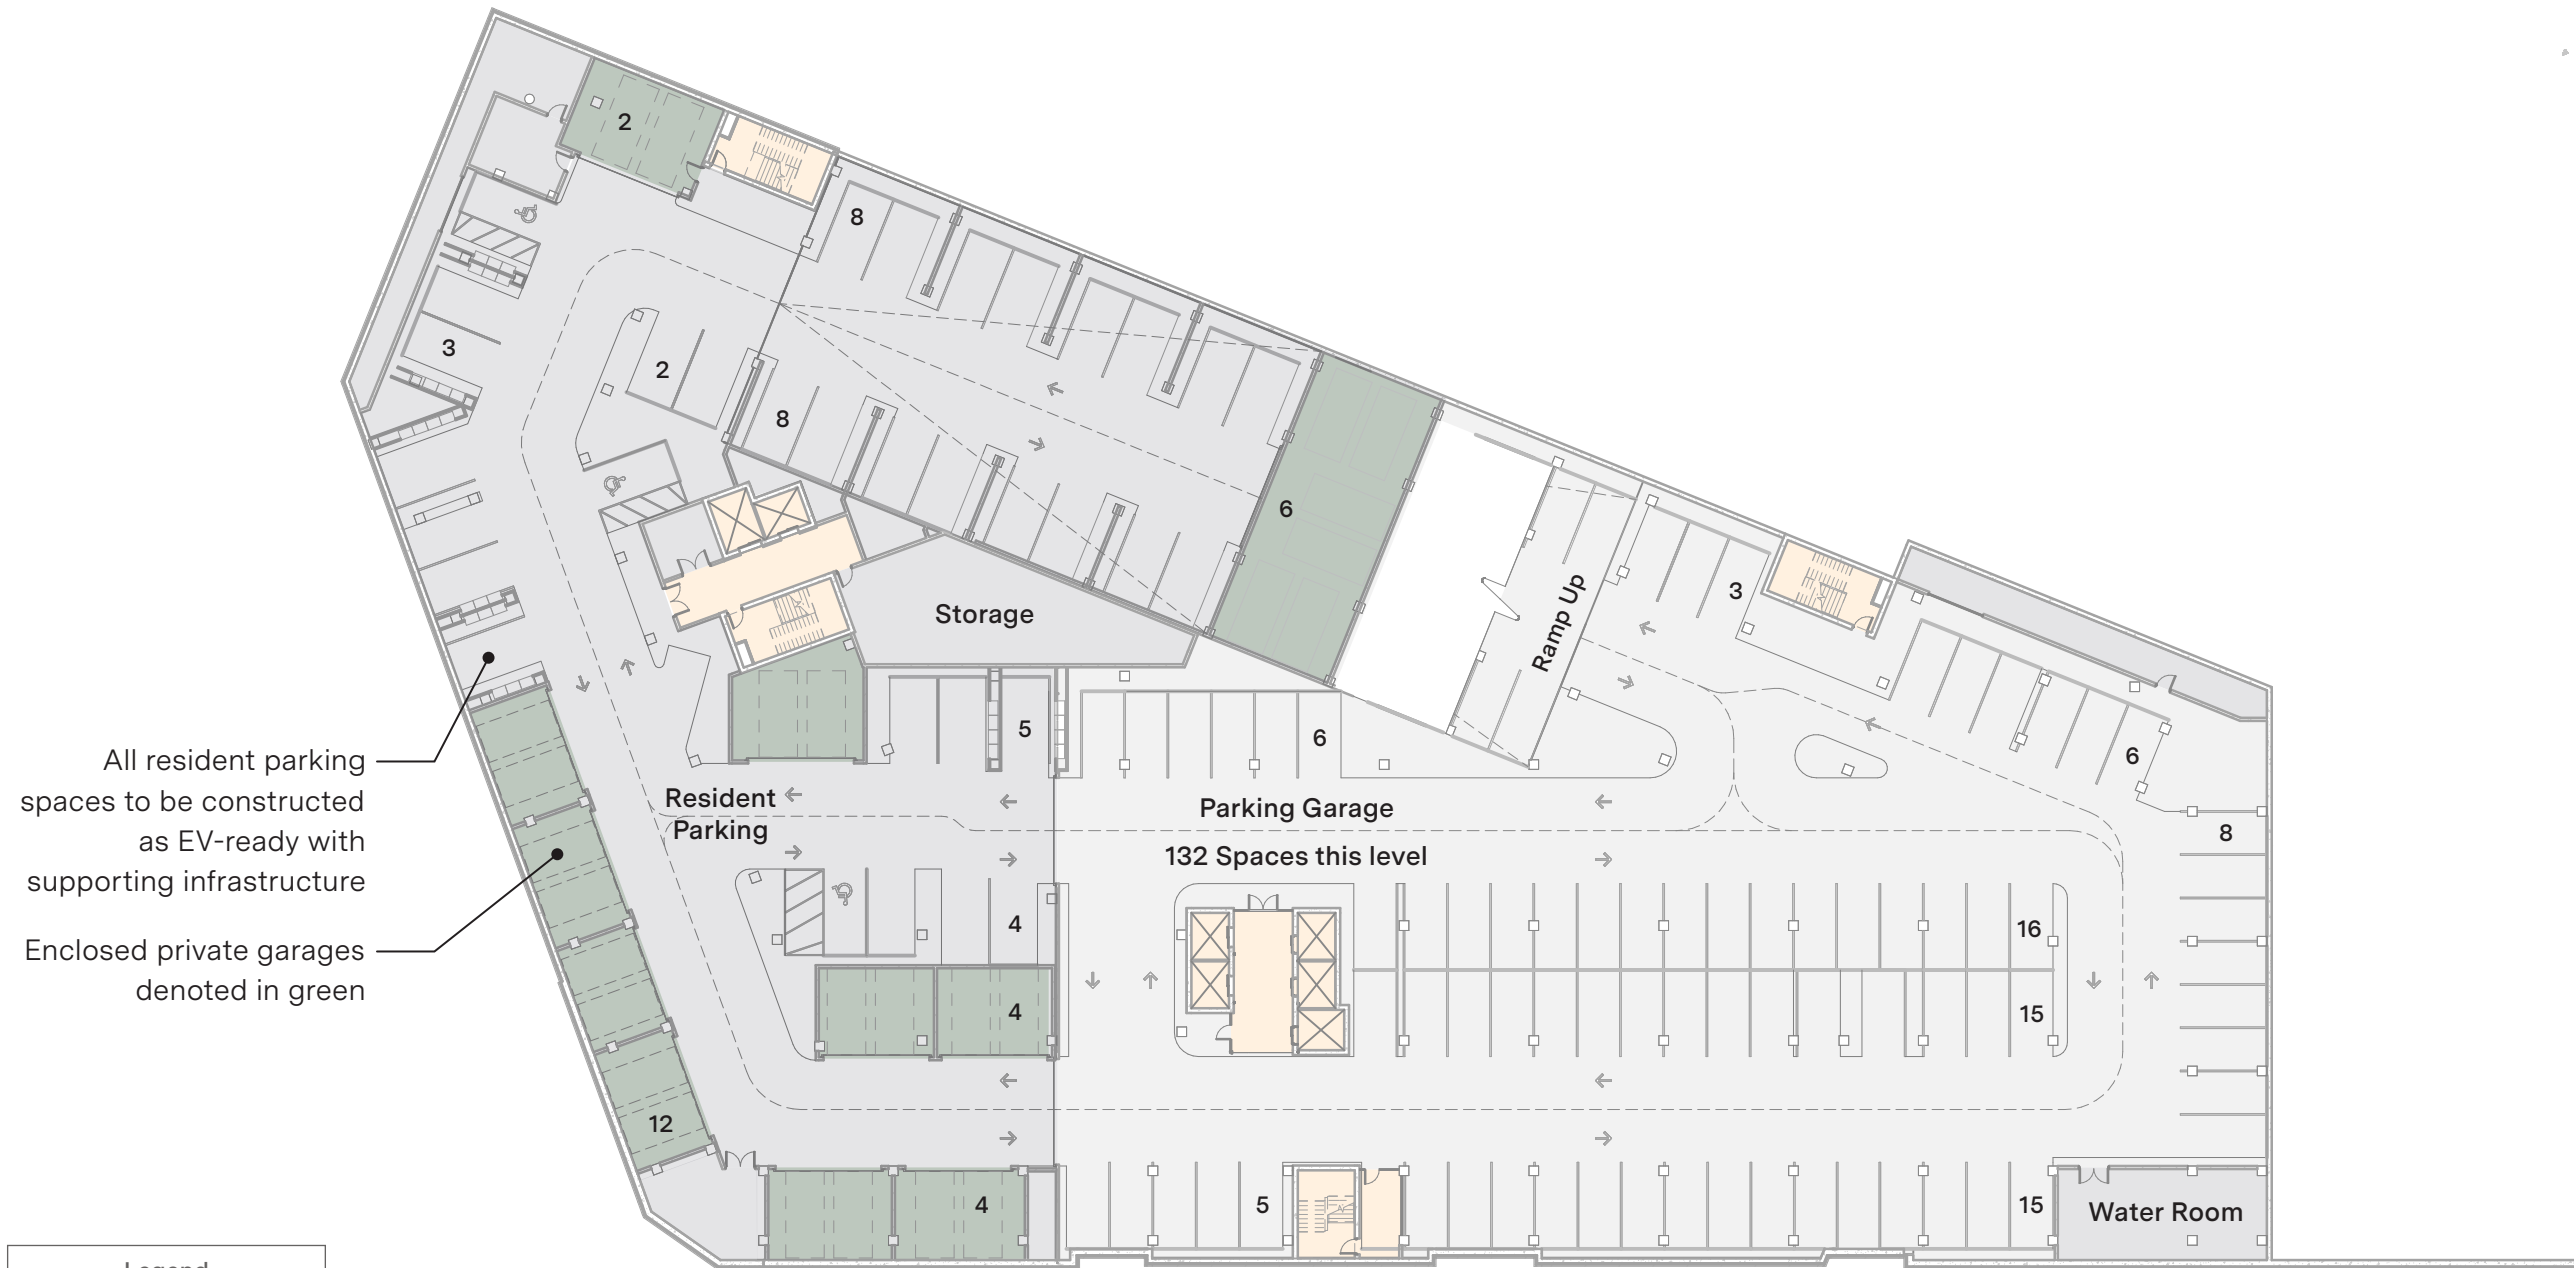 2
8
3
2
8
6
Storage
Ramp Up
3
5
6
6
All resident parking
spaces to be constructed
as EV-ready with
supporting infrastructure
Resident
Parking
Parking Garage
132 Spaces this level
8
Enclosed private garages
denoted in green
4
16
4
15
12
4
5
15
Water Room